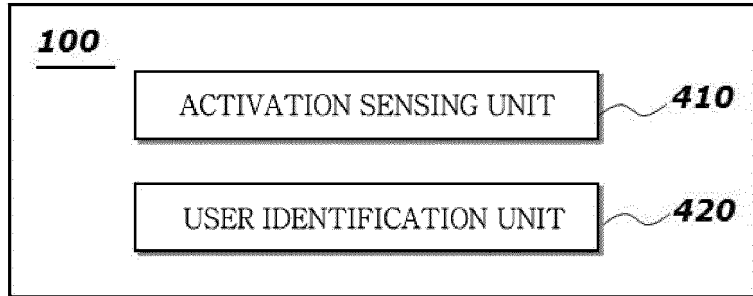 100
ACTIVATION SENSING UNIT 410
USER IDENTIFICATION UNIT 420